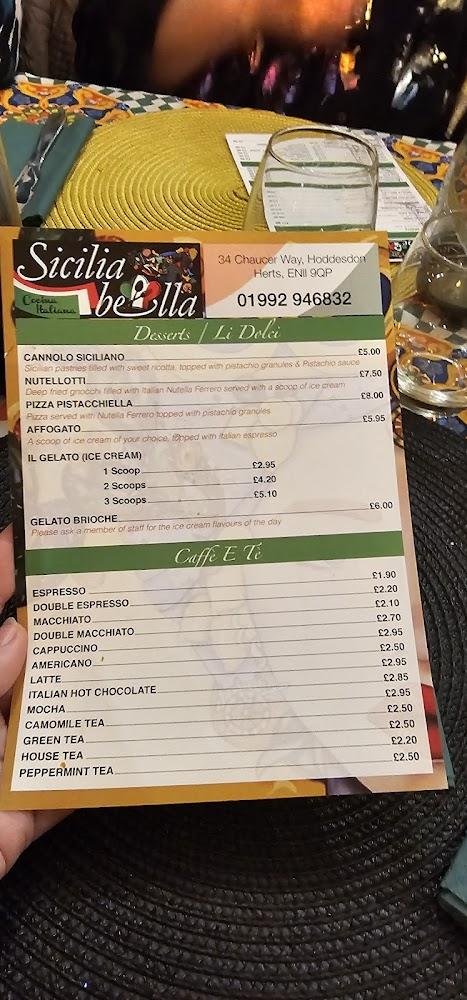 Sicilia
bella
Cucina
Italiana
34 Chaucer Way, Hoddesdon
Herts, EN11 9QP
01992 946832
Desserts / Li Dolci
CANNOLO SICILIANO £5.00
Sicilian pastries filled with sweet ricotta, topped with pistachio granules & Pistachio sauce
NUTELLOTTI £7.50
Deep fried gnocchi filled with Italian Nutella Ferrero served with a scoop of ice cream
PIZZA PISTACCHIELLA £8.00
Pizza served with Nutella Ferrero topped with pistachio granules
AFFOGATO £5.95
A scoop of ice cream of your choice, topped with Italian espresso
IL GELATO (ICE CREAM)
1 Scoop £2.95
2 Scoops £4.20
3 Scoops £5.10
GELATO BRIOCHE £6.00
Please ask a member of staff for the ice cream flavours of the day
Caffè E Tè
ESPRESSO £1.90
DOUBLE ESPRESSO £2.20
MACCHIATO £2.10
DOUBLE MACCHIATO £2.70
CAPPUCCINO £2.95
AMERICANO £2.50
LATTE £2.95
ITALIAN HOT CHOCOLATE £2.85
MOCHA £2.95
CAMOMILE TEA £2.50
GREEN TEA £2.50
HOUSE TEA £2.20
PEPPERMINT TEA £2.50